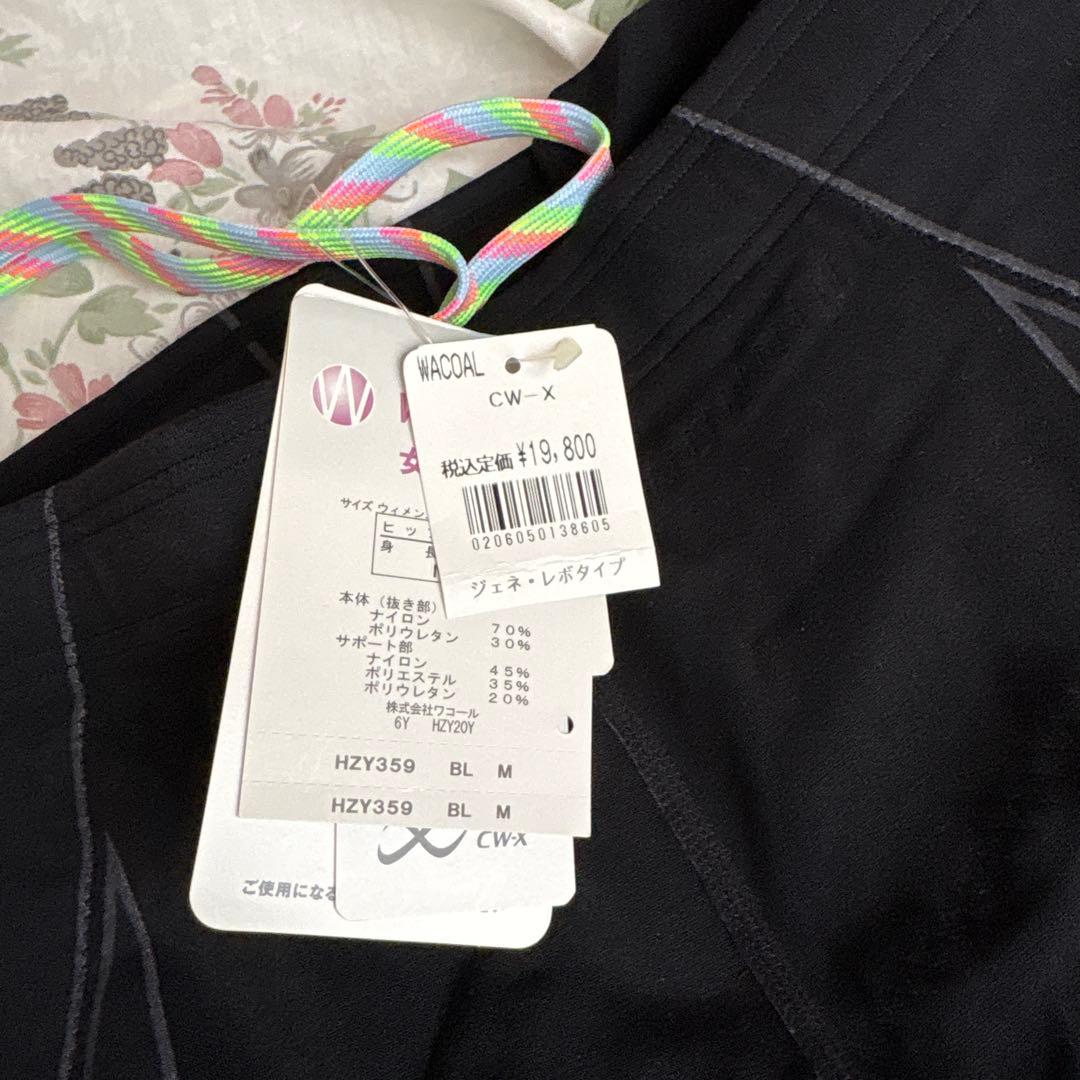 WACOAL
CW-X
税込定価 ¥19,800
0206050138605
ジェネ・レボタイプ
W
サイズ ウィメン
身 長
本体 (抜き部)
ナイロン 70%
ポリウレタン 30%
サポート部
ナイロン 45%
ポリエステル 35%
ポリウレタン 20%
株式会社ワコール
6Y HZY20Y
HZY359 BL M
HZY359 BL M
CW-X
ご使用になる